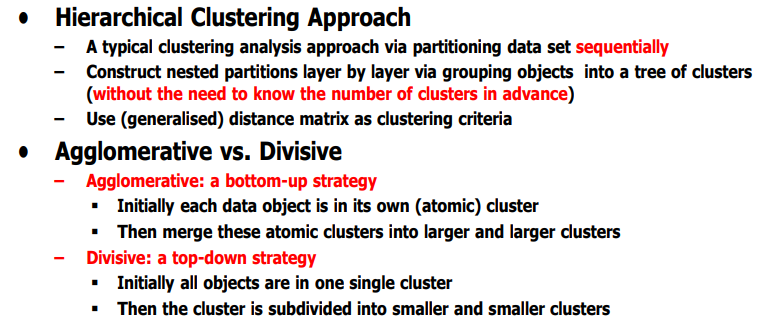 • Hierarchical Clustering Approach
– A typical clustering analysis approach via partitioning data set sequentially
– Construct nested partitions layer by layer via grouping objects into a tree of clusters
(without the need to know the number of clusters in advance)
– Use (generalised) distance matrix as clustering criteria
• Agglomerative vs. Divisive
– Agglomerative: a bottom-up strategy
▪ Initially each data object is in its own (atomic) cluster
▪ Then merge these atomic clusters into larger and larger clusters
– Divisive: a top-down strategy
▪ Initially all objects are in one single cluster
▪ Then the cluster is subdivided into smaller and smaller clusters